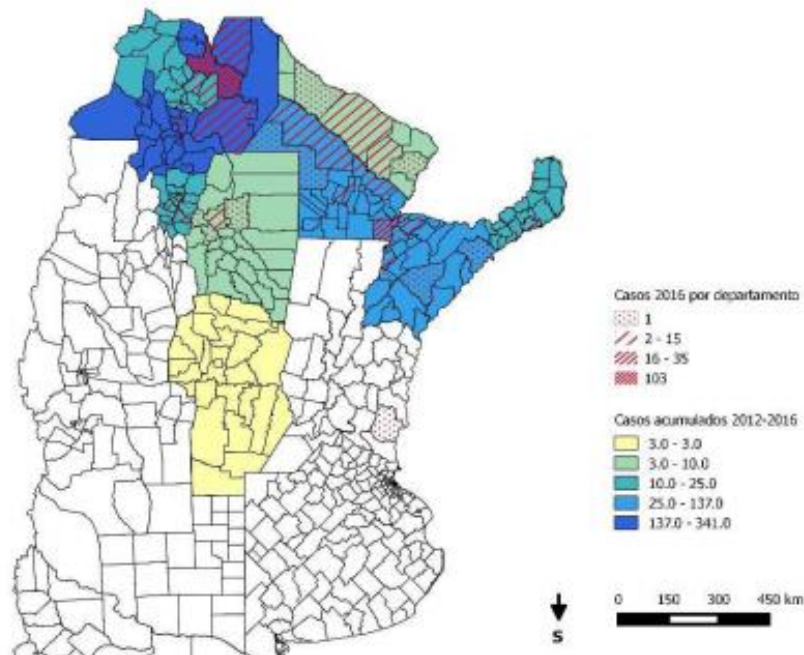 Casos 2016 por departamento
1
2 - 15
16 - 35
103
Casos acumulados 2012-2016
3.0 - 3.0
3.0 - 10.0
10.0 - 25.0
25.0 - 137.0
137.0 - 341.0
S
0 150 300 450 km